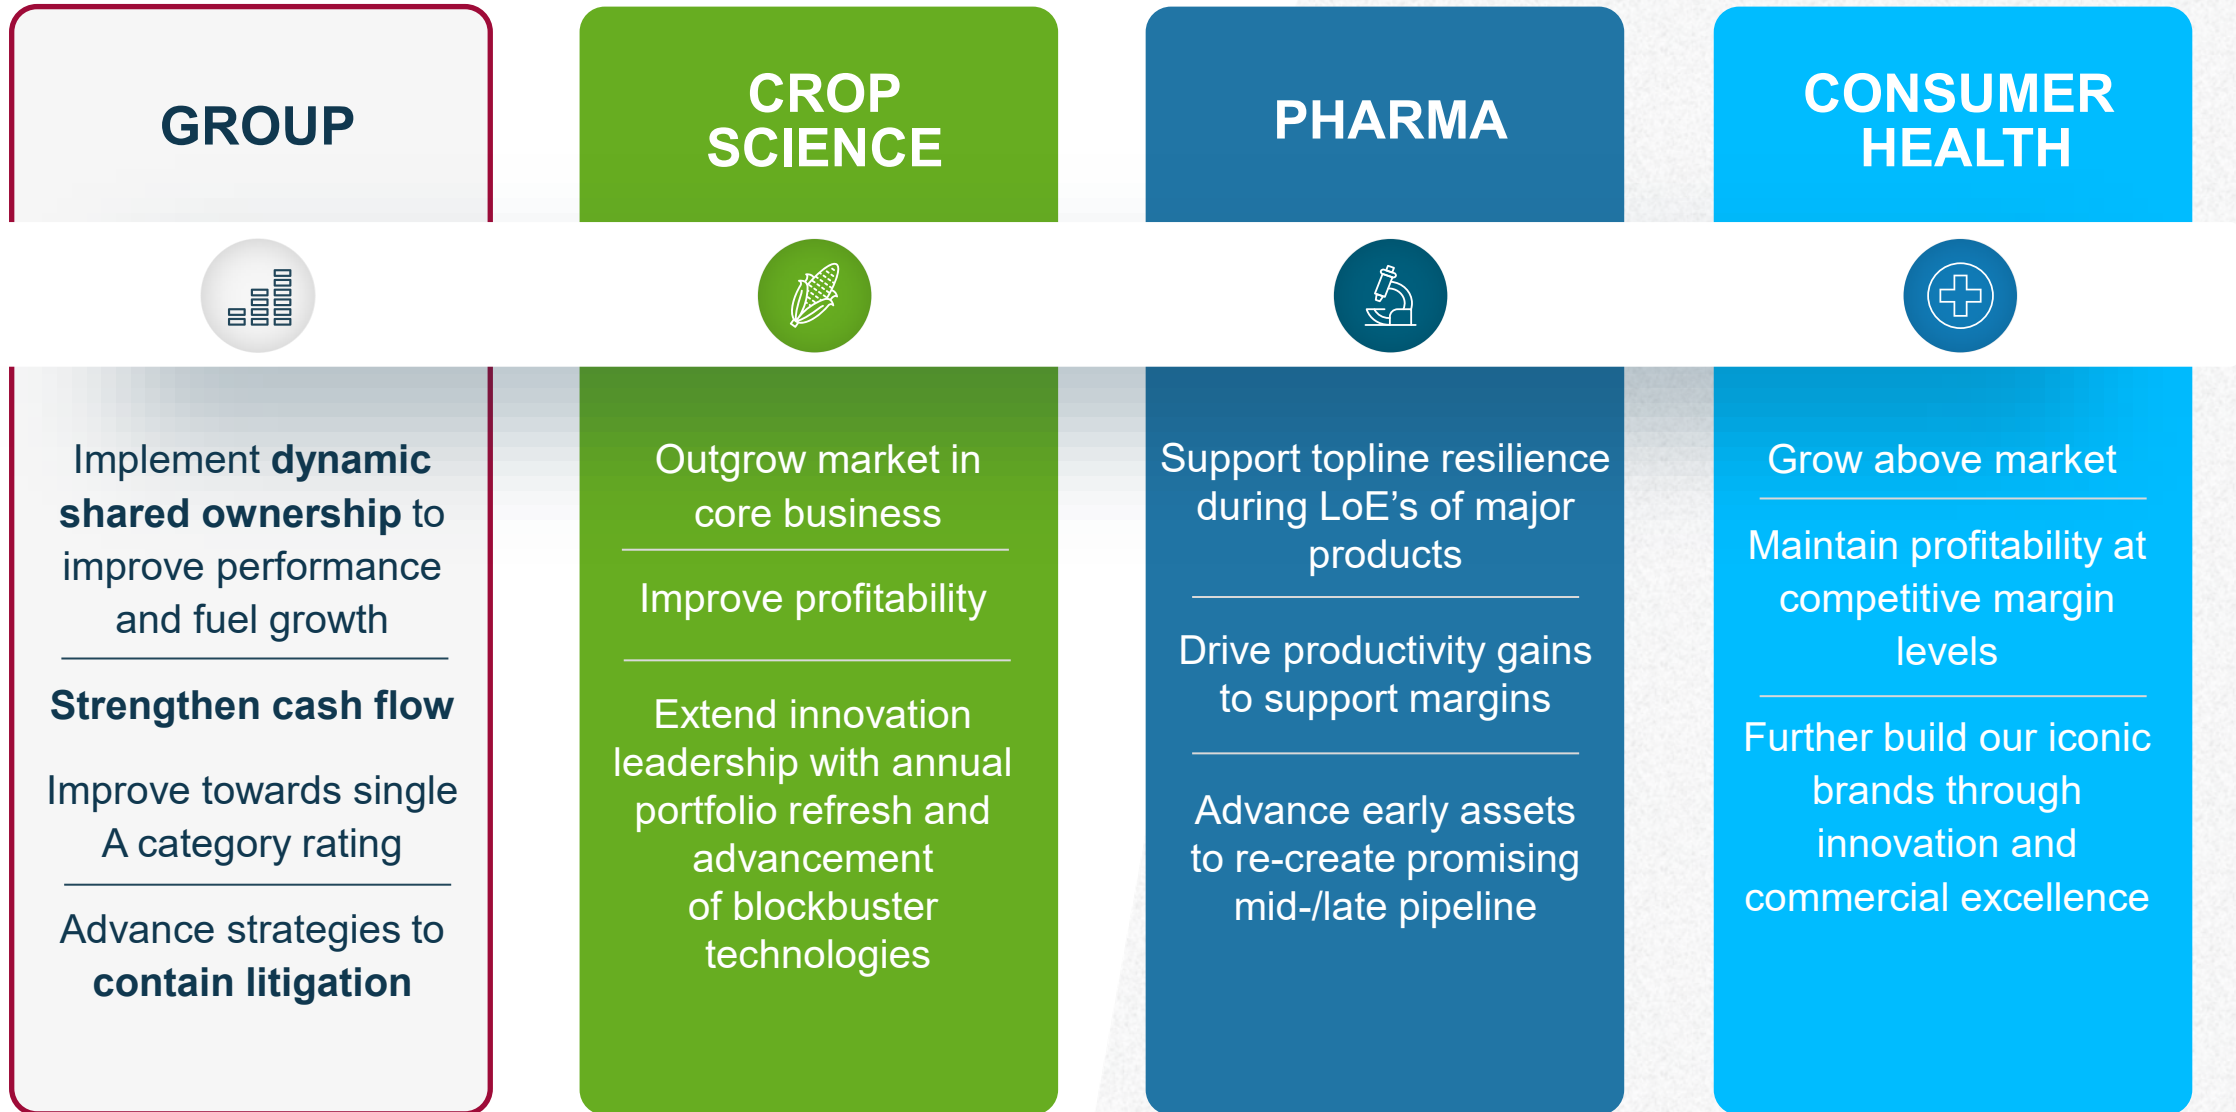 GROUP
Implement dynamic
shared ownership to
improve performance
and fuel growth
Strengthen cash flow
Improve towards single
A category rating
Advance strategies to
contain litigation
CROP
SCIENCE
Outgrow market in
core business
Improve profitability
Extend innovation
leadership with annual
portfolio refresh and
advancement
of blockbuster
technologies
PHARMA
Support topline resilience
during LoE’s of major
products
Drive productivity gains
to support margins
Advance early assets
to re-create promising
mid-/late pipeline
CONSUMER
HEALTH
Grow above market
Maintain profitability at
competitive margin
levels
Further build our iconic
brands through
innovation and
commercial excellence